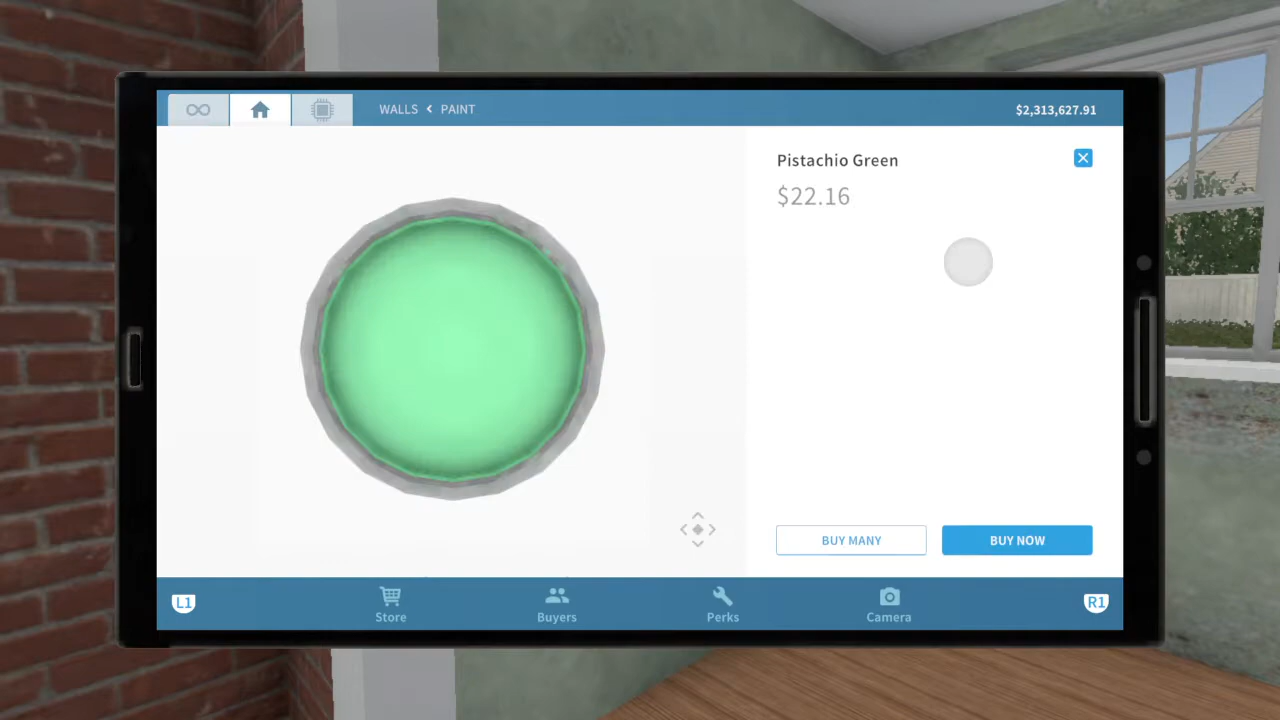 WALLS < PAINT
$2,313,627.91
Pistachio Green
$22.16
BUY MANY
BUY NOW
L1
Store
Buyers
Perks
Camera
R1